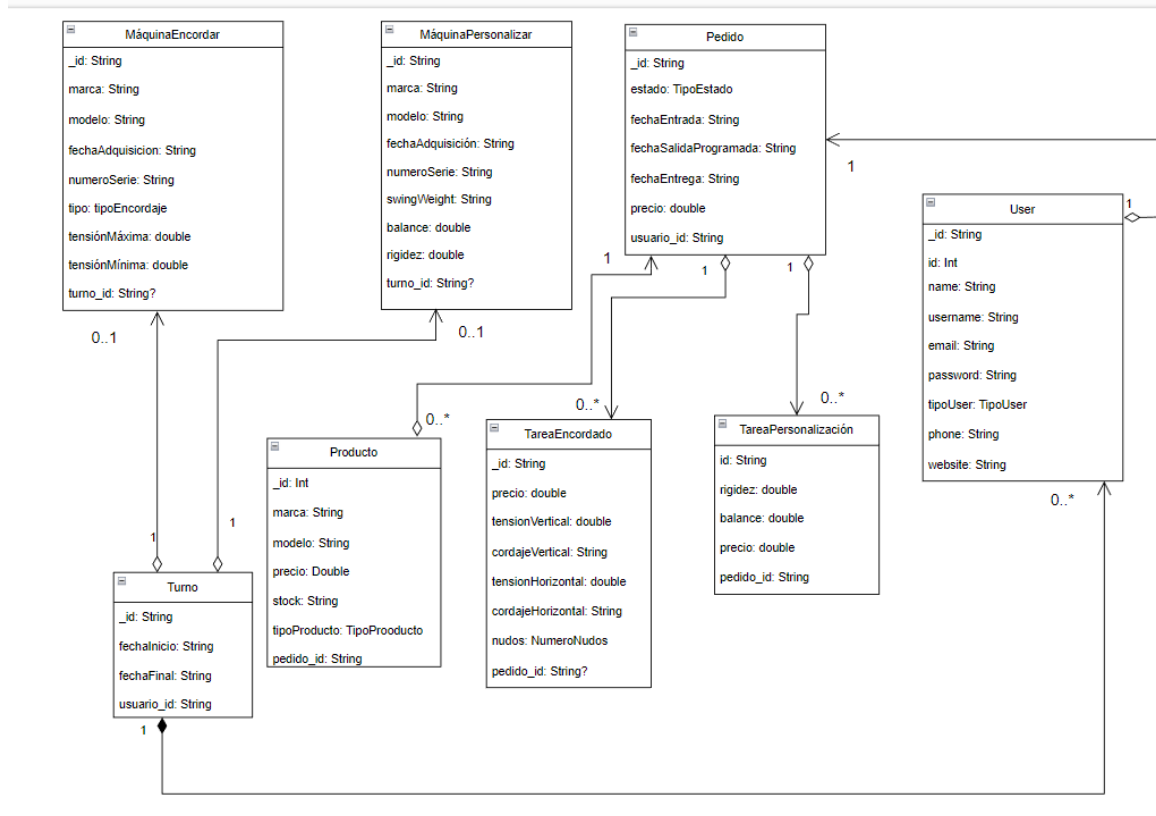 MáquinaEncordar
_id: String
marca: String
modelo: String
fechaAdquisicion: String
numeroSerie: String
tipo: tipoEncordaje
tensiónMáxima: double
tensiónMínima: double
turno_id: String?
0..1
MáquinaPersonalizar
_id: String
marca: String
modelo: String
fechaAdquisición: String
numeroSerie: String
swingWeight: String
balance: double
rigidez: double
turno_id: String?
0..1
Pedido
_id: String
estado: TipoEstado
fechaEntrada: String
fechaSalidaProgramada: String
fechaEntrega: String
precio: double
usuario_id: String
1
1
1
1
User
1
_id: String
id: Int
name: String
username: String
email: String
password: String
tipoUser: TipoUser
phone: String
website: String
0..*
Producto
0..*
_id: Int
marca: String
modelo: String
precio: Double
stock: String
tipoProducto: TipoProoducto
pedido_id: String
0..*
TareaEncordado
_id: String
precio: double
tensionVertical: double
cordajeVertical: String
tensionHorizontal: double
cordajeHorizontal: String
nudos: NumeroNudos
pedido_id: String?
0..*
TareaPersonalización
id: String
rigidez: double
balance: double
precio: double
pedido_id: String
1
1
Turno
_id: String
fechaInicio: String
fechaFinal: String
usuario_id: String
1